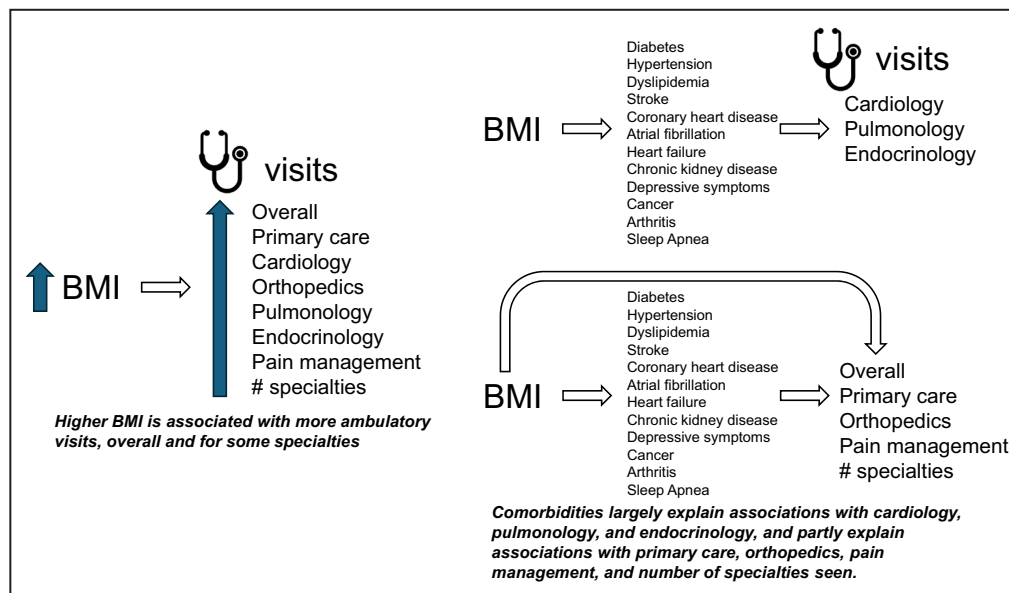 visits
Overall
Primary care
Cardiology
Orthopedics
Pulmonology
Endocrinology
Pain management
# specialties
BMI
Higher BMI is associated with more ambulatory
visits, overall and for some specialties
BMI
Diabetes
Hypertension
Dyslipidemia
Stroke
Coronary heart disease
Atrial fibrillation
Heart failure
Chronic kidney disease
Depressive symptoms
Cancer
Arthritis
Sleep Apnea
visits
Cardiology
Pulmonology
Endocrinology
BMI
Diabetes
Hypertension
Dyslipidemia
Stroke
Coronary heart disease
Atrial fibrillation
Heart failure
Chronic kidney disease
Depressive symptoms
Cancer
Arthritis
Sleep Apnea
Overall
Primary care
Orthopedics
Pain management
# specialties
Comorbidities largely explain associations with cardiology,
pulmonology, and endocrinology, and partly explain
associations with primary care, orthopedics, pain
management, and number of specialties seen.